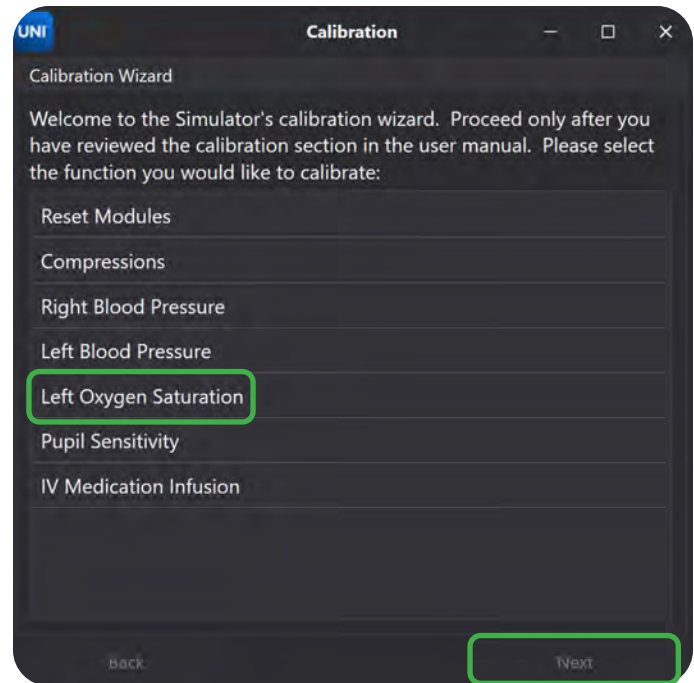 UNI Calibration
Calibration Wizard
Welcome to the Simulator's calibration wizard. Proceed only after you
have reviewed the calibration section in the user manual. Please select
the function you would like to calibrate:
Reset Modules
Compressions
Right Blood Pressure
Left Blood Pressure
Left Oxygen Saturation
Pupil Sensitivity
IV Medication Infusion
Back Next